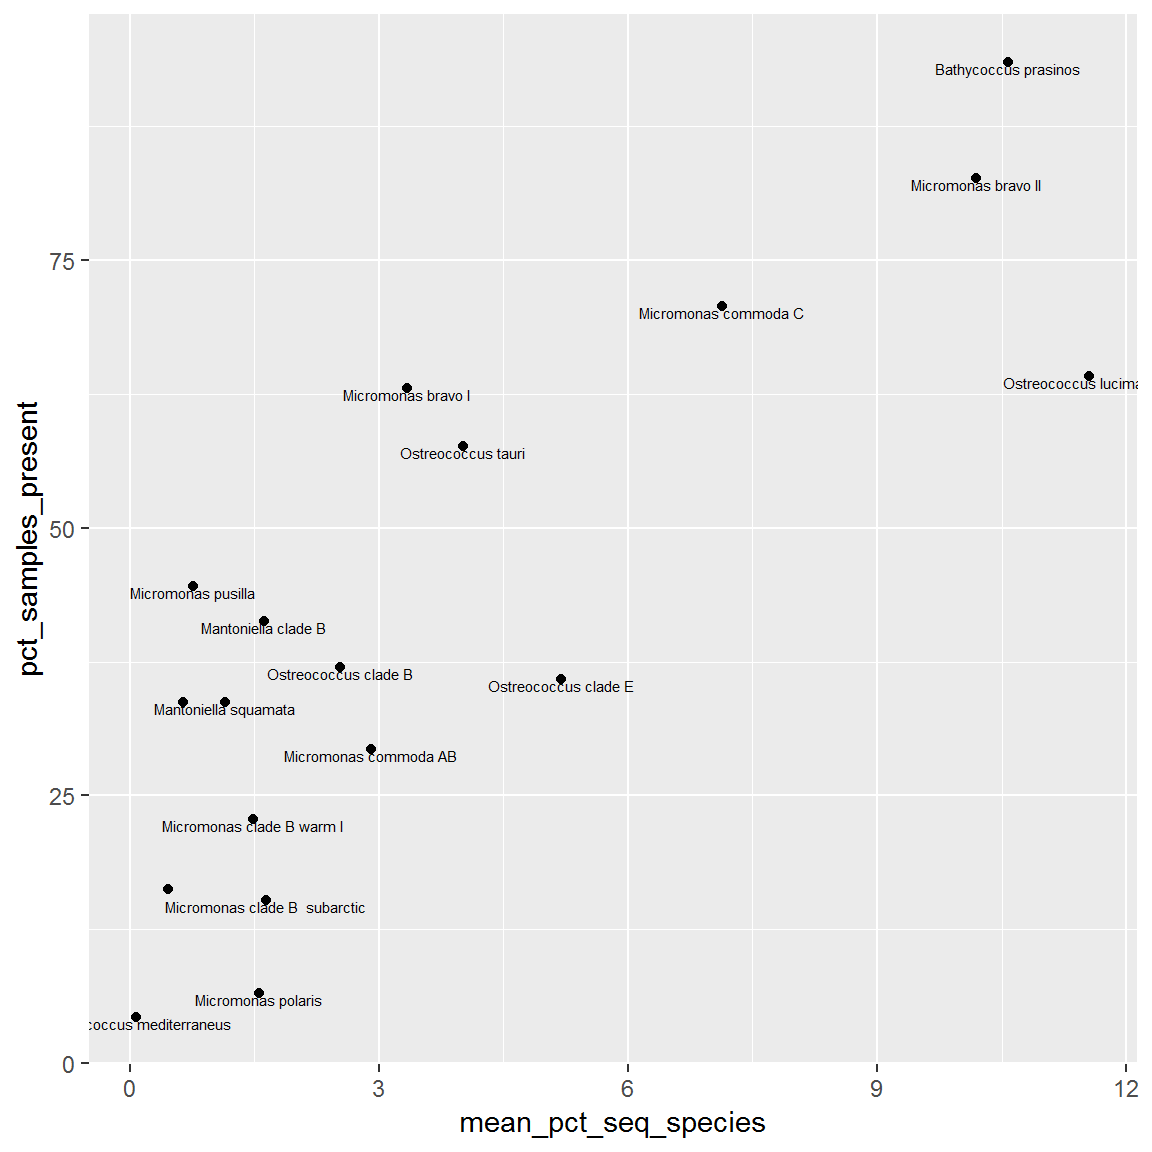 Bathycoccus prasinos
Micromonas bravo II
75
Micromonas commoda C
Ostreococcus lucima
Micromonas bravo I
Ostreococcus tauri
pct_samples_present
50
Micromonas pusilla
Mantoniella clade B
Ostreococcus clade B
Ostreococcus clade E
Mantoniella squamata
Micromonas commoda AB
25
Micromonas clade B warm I
Micromonas clade B  subarctic
Micromonas polaris
coccus mediterraneus
0
0 3 6 9 12
mean_pct_seq_species